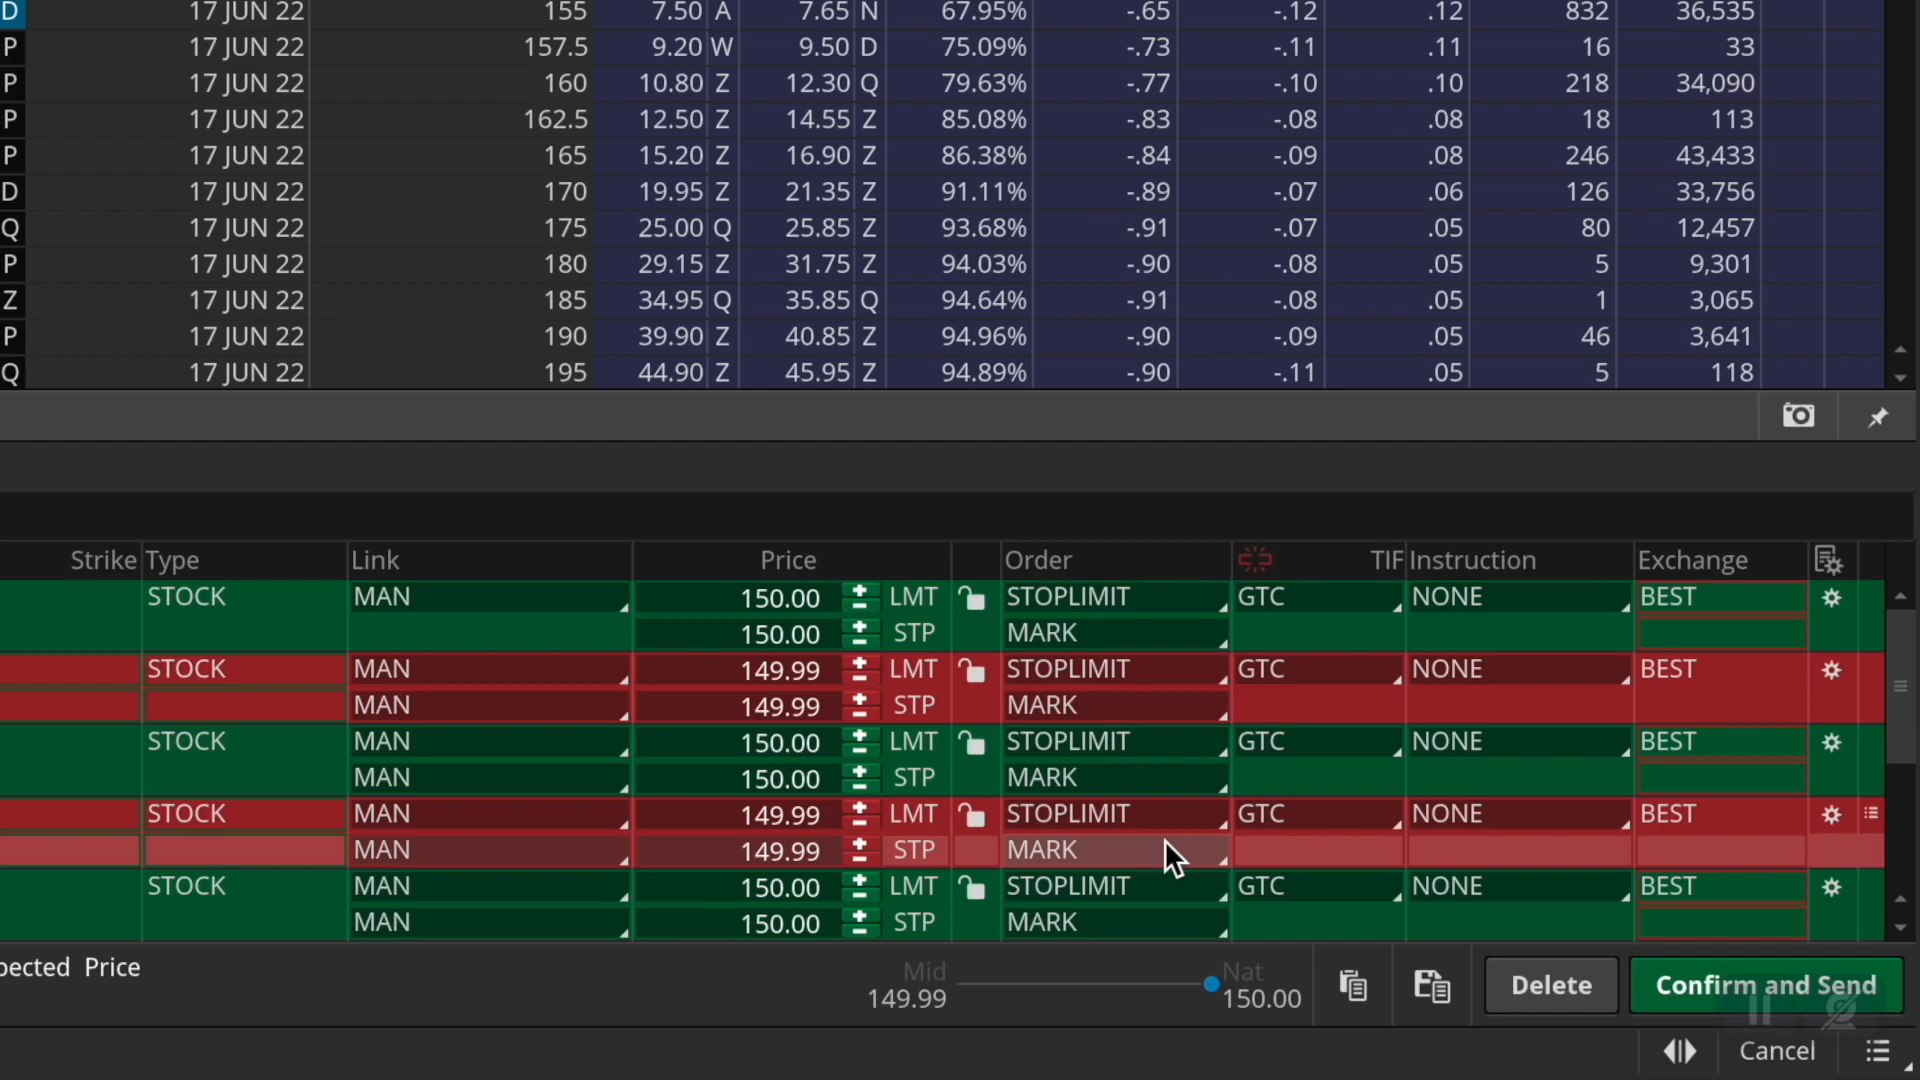 D 17 JUN 22 155 7.50 A 7.65 N 67.95% -.65 -.12 .12 832 36,535
P 17 JUN 22 157.5 9.20 W 9.50 D 75.09% -.73 -.11 .11 16 33
P 17 JUN 22 160 10.80 Z 12.30 Q 79.63% -.77 -.10 .10 218 34,090
P 17 JUN 22 162.5 12.50 Z 14.55 Z 85.08% -.83 -.08 .08 18 113
P 17 JUN 22 165 15.20 Z 16.90 Z 86.38% -.84 -.09 .08 246 43,433
D 17 JUN 22 170 19.95 Z 21.35 Z 91.11% -.89 -.07 .06 126 33,756
Q 17 JUN 22 175 25.00 Q 25.85 Z 93.68% -.91 -.07 .05 80 12,457
P 17 JUN 22 180 29.15 Z 31.75 Z 94.03% -.90 -.08 .05 5 9,301
Z 17 JUN 22 185 34.95 Q 35.85 Q 94.64% -.91 -.08 .05 1 3,065
P 17 JUN 22 190 39.90 Z 40.85 Z 94.96% -.90 -.09 .05 46 3,641
Q 17 JUN 22 195 44.90 Z 45.95 Z 94.89% -.90 -.11 .05 5 118
Strike Type Link Price Order TIF Instruction Exchange
STOCK MAN 150.00 LMT STOPLIMIT GTC NONE BEST
150.00 STP MARK
STOCK MAN 149.99 LMT STOPLIMIT GTC NONE BEST
MAN 149.99 STP MARK
STOCK MAN 150.00 LMT STOPLIMIT GTC NONE BEST
MAN 150.00 STP MARK
STOCK MAN 149.99 LMT STOPLIMIT GTC NONE BEST
MAN 149.99 STP MARK
STOCK MAN 150.00 LMT STOPLIMIT GTC NONE BEST
MAN 150.00 STP MARK
pected Price Mid Nat
149.99 150.00 Delete Confirm and Send
Cancel